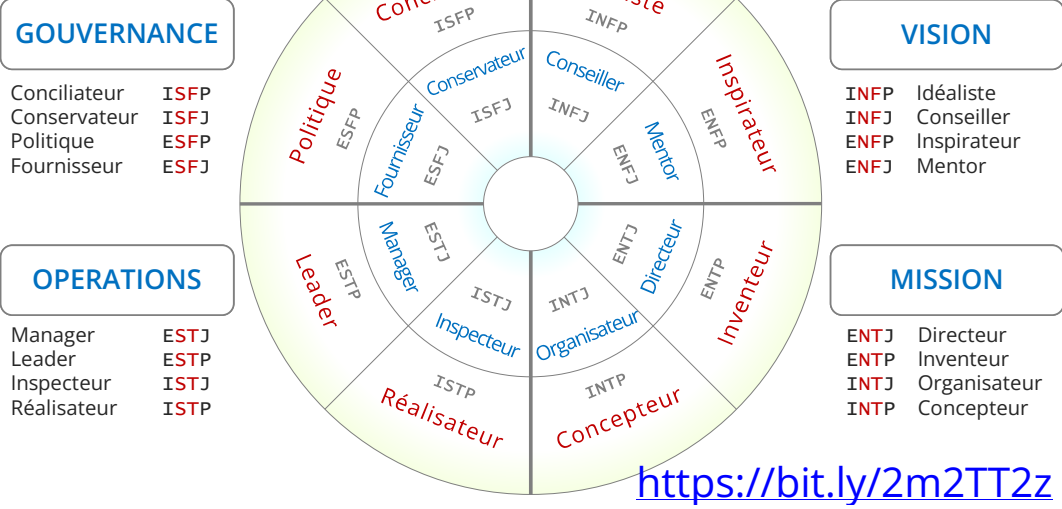 GOUVERNANCE
Conciliateur ISFP
Conservateur ISFJ
Politique ESFP
Fournisseur ESFJ
OPERATIONS
Manager ESTJ
Leader ESTP
Inspecteur ISTJ
Réalisateur ISTP
ISFP
INFP
Conservateur
ISFJ
Conseiller
INFJ
Politique
ESFP
Fournisseur
ESFJ
Inspirateur
ENFP
Mentor
ENFJ
Manager
ESTJ
Leader
ESTP
Directeur
ENTJ
Inventeur
ENTP
Inspecteur
ISTJ
Organisateur
INTJ
Réalisateur
ISTP
Concepteur
INTP
VISION
INFP Idéaliste
INFJ Conseiller
ENFP Inspirateur
ENFJ Mentor
MISSION
ENTJ Directeur
ENTP Inventeur
INTJ Organisateur
INTP Concepteur
https://bit.ly/2m2TT2z